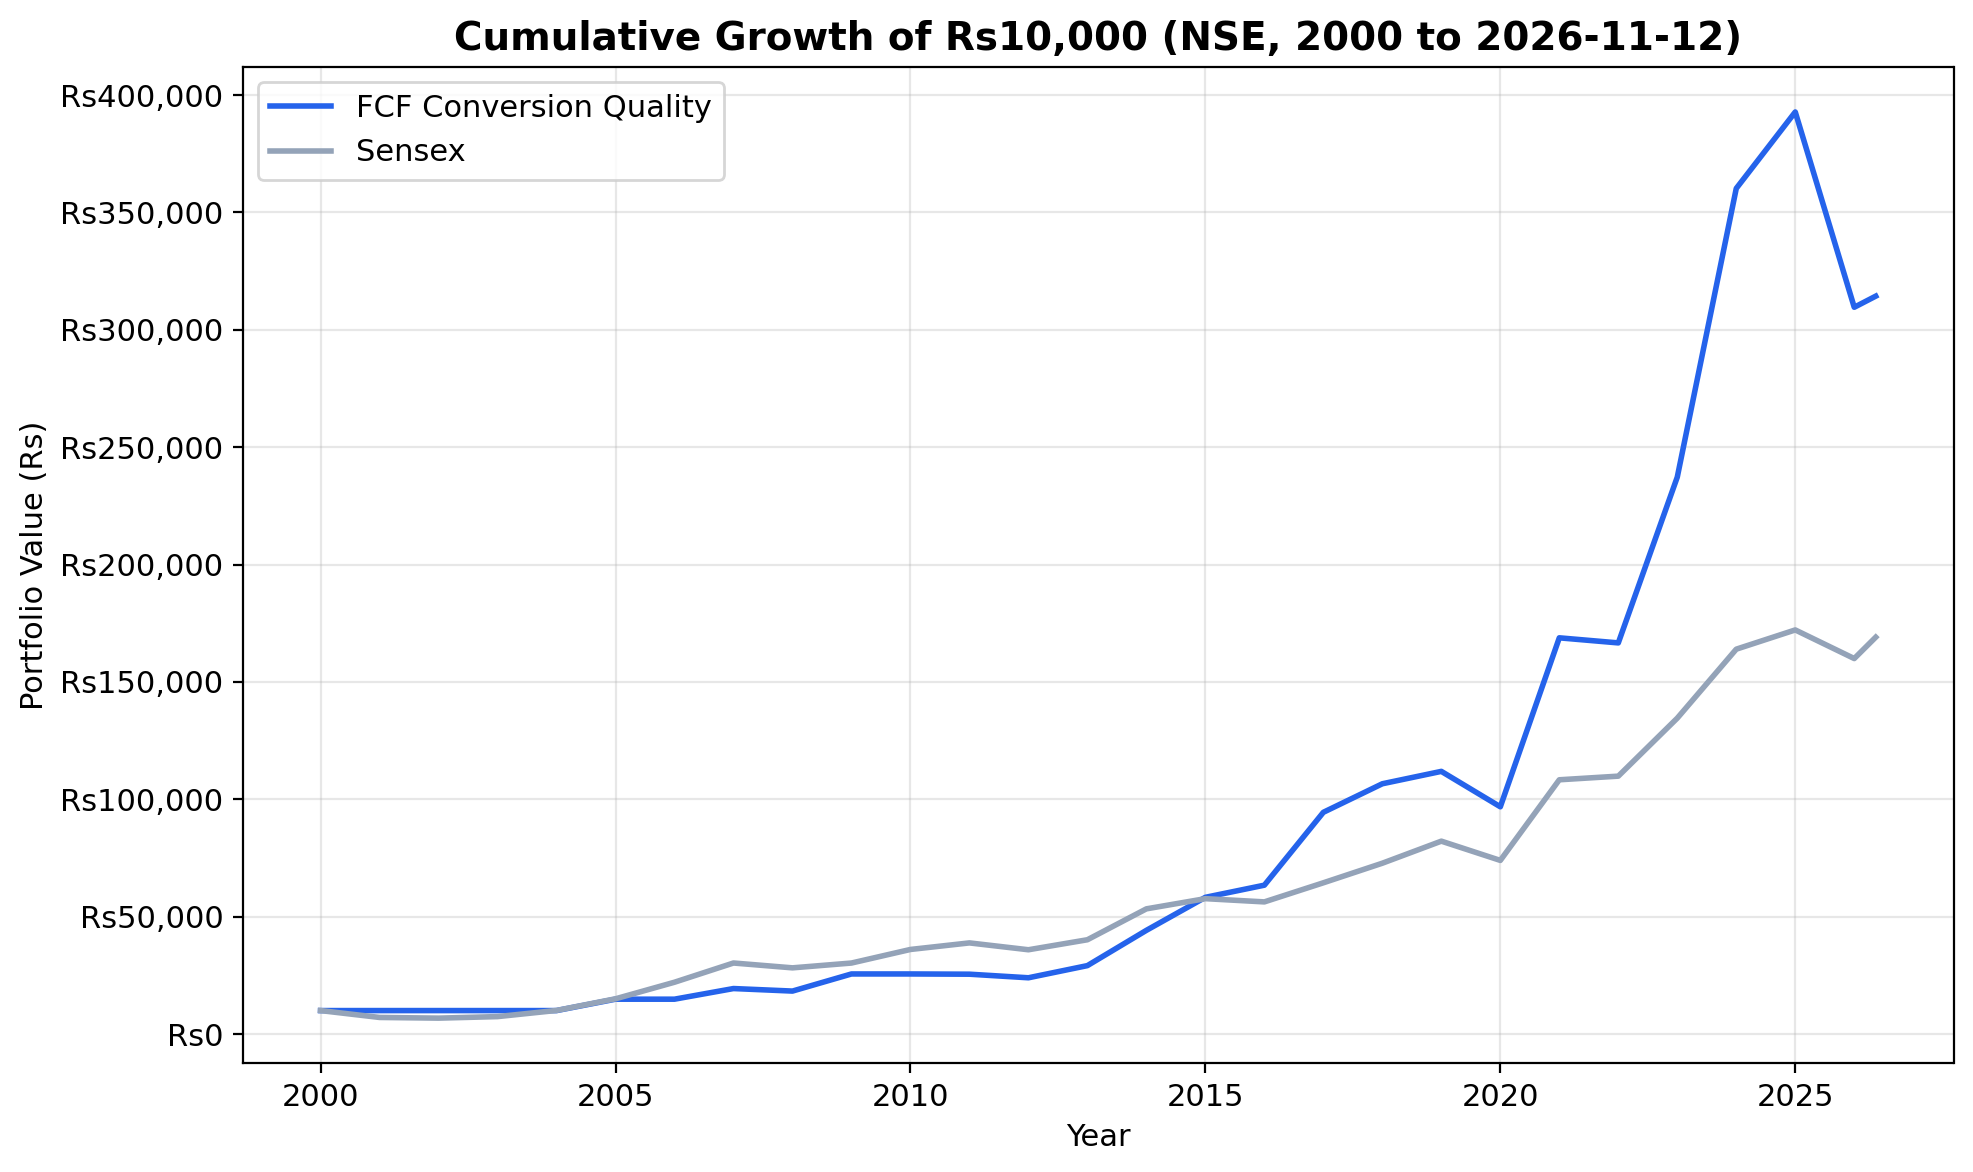 Cumulative Growth of Rs10,000 (NSE, 2000 to 2026-11-12)
FCF Conversion Quality
Sensex
Portfolio Value (Rs)
Rs400,000
Rs350,000
Rs300,000
Rs250,000
Rs200,000
Rs150,000
Rs100,000
Rs50,000
Rs0
2000 2005 2010 2015 2020 2025
Year